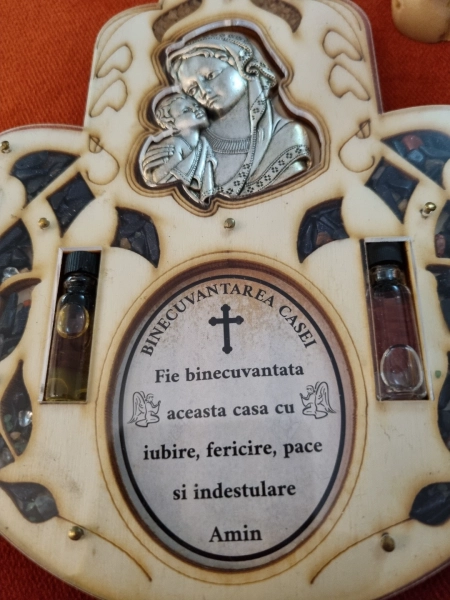 BINECUVANTAREA CASEI
Fie binecuvantata
aceasta casa cu
iubire, fericire, pace
si indestulare
Amin